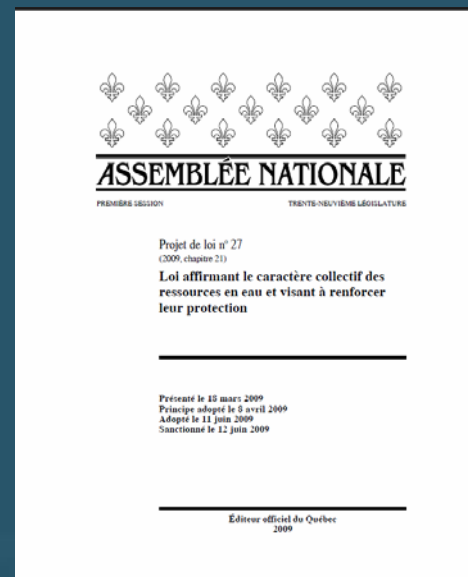 ASSEMBLÉE NATIONALE
PREMIÈRE SESSION TRENTE-NEUVIÈME LÉGISLATURE
Projet de loi nº 27
(2009, chapitre 21)
Loi affirmant le caractère collectif des
ressources en eau et visant à renforcer
leur protection
Présenté le 18 mars 2009
Principe adopté le 8 avril 2009
Adopté le 11 juin 2009
Sanctionné le 12 juin 2009
Éditeur officiel du Québec
2009